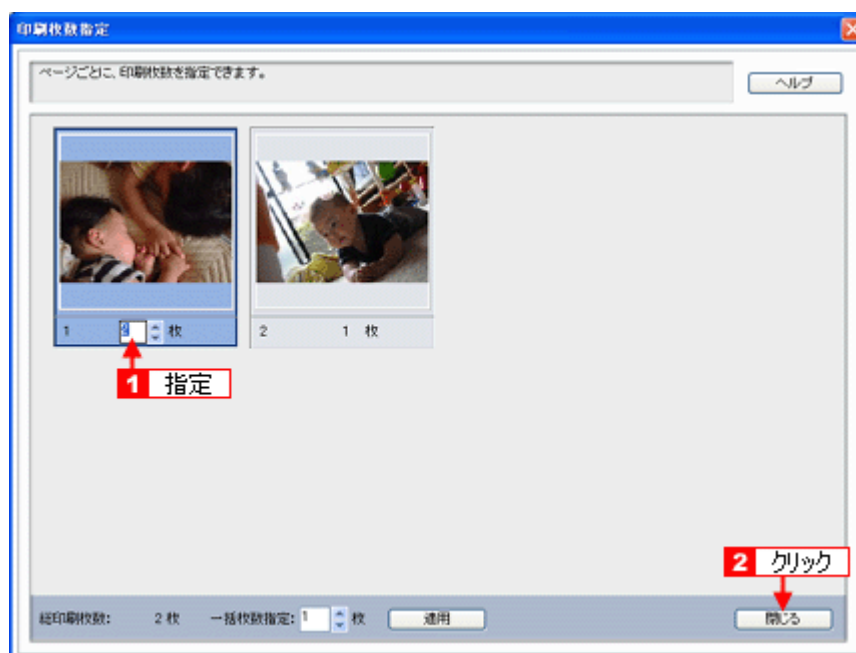 印刷枚数指定
ページごとに、印刷枚数を指定できます。
ヘルプ
1 枚
2 1 枚
1 指定
2 クリック
総印刷枚数: 2 枚 一括枚数指定: 1 枚 適用 閉じる